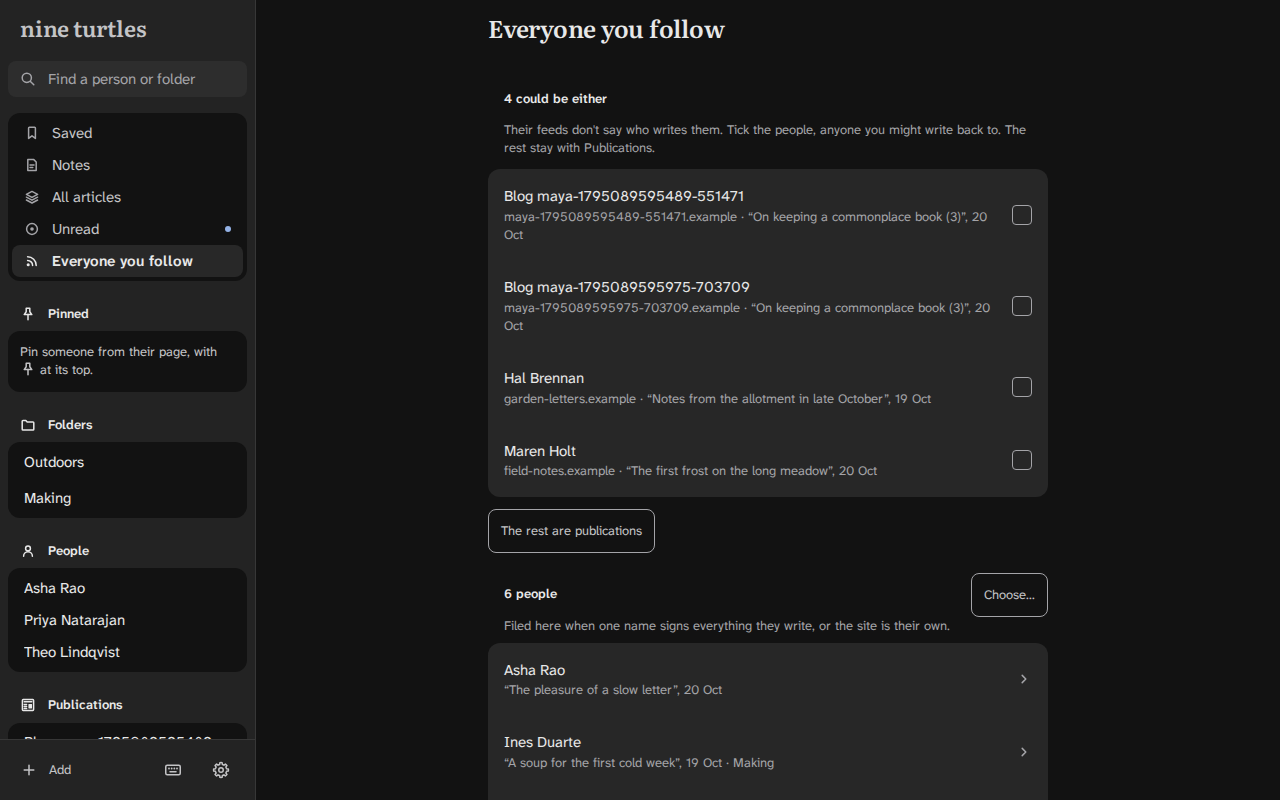 nine turtles
Find a person or folder
Saved
Notes
All articles
Unread
Everyone you follow
Pinned
Pin someone from their page, with
at its top.
Folders
Outdoors
Making
People
Asha Rao
Priya Natarajan
Theo Lindqvist
Publications
Add
Everyone you follow
4 could be either
Their feeds don't say who writes them. Tick the people, anyone you might write back to. The
rest stay with Publications.
Blog maya-1795089595489-551471
maya-1795089595489-551471.example · “On keeping a commonplace book (3)”, 20
Oct
Blog maya-1795089595975-703709
maya-1795089595975-703709.example · “On keeping a commonplace book (3)”, 20
Oct
Hal Brennan
garden-letters.example · “Notes from the allotment in late October”, 19 Oct
Maren Holt
field-notes.example · “The first frost on the long meadow”, 20 Oct
The rest are publications
6 people
Choose…
Filed here when one name signs everything they write, or the site is their own.
Asha Rao
“The pleasure of a slow letter”, 20 Oct
Ines Duarte
“A soup for the first cold week”, 19 Oct · Making